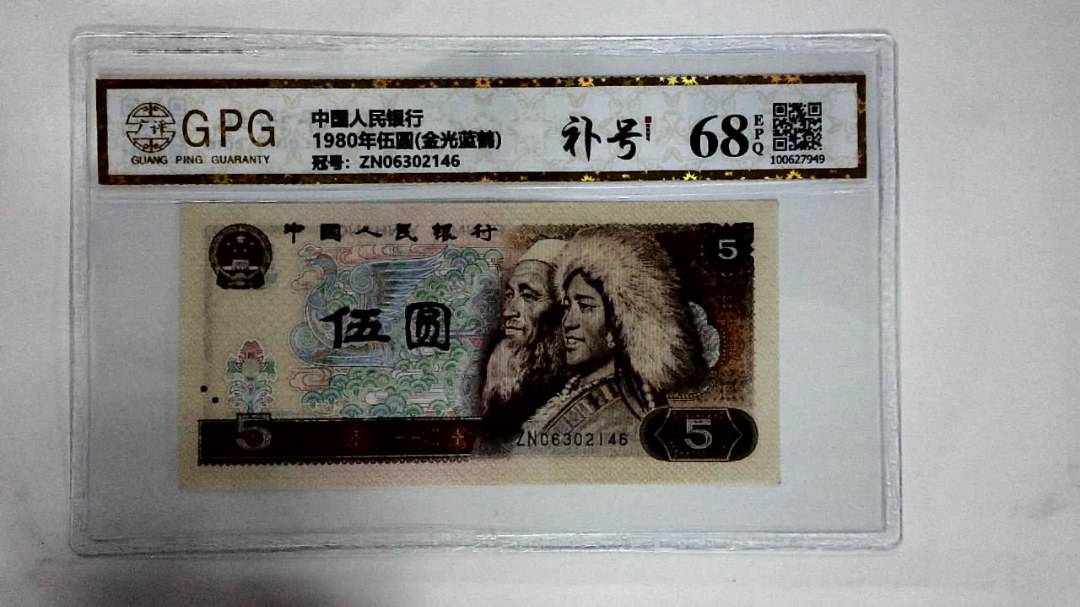 GPG
GUANG PING GUARANTY
中国人民银行
1980年伍圆(金光蓝鹤)
冠号: ZN06302146
补号
68
EPQ
100627949
中国人民银行
5
伍圆
5
ZN06302146
5